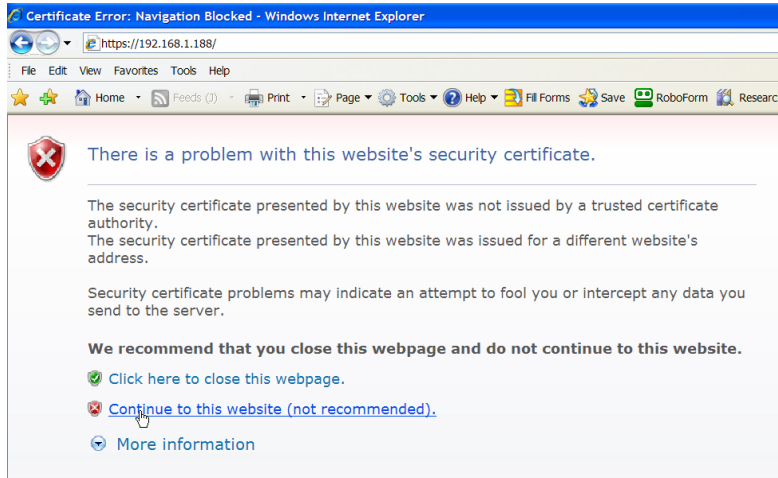 Certificate Error: Navigation Blocked - Windows Internet Explorer
https://192.168.1.188/
File Edit View Favorites Tools Help
Home Feeds (J) Print Page Tools Help Fill Forms Save RoboForm Researc
There is a problem with this website's security certificate.
The security certificate presented by this website was not issued by a trusted certificate
authority.
The security certificate presented by this website was issued for a different website's
address.
Security certificate problems may indicate an attempt to fool you or intercept any data you
send to the server.
We recommend that you close this webpage and do not continue to this website.
Click here to close this webpage.
Continue to this website (not recommended).
More information